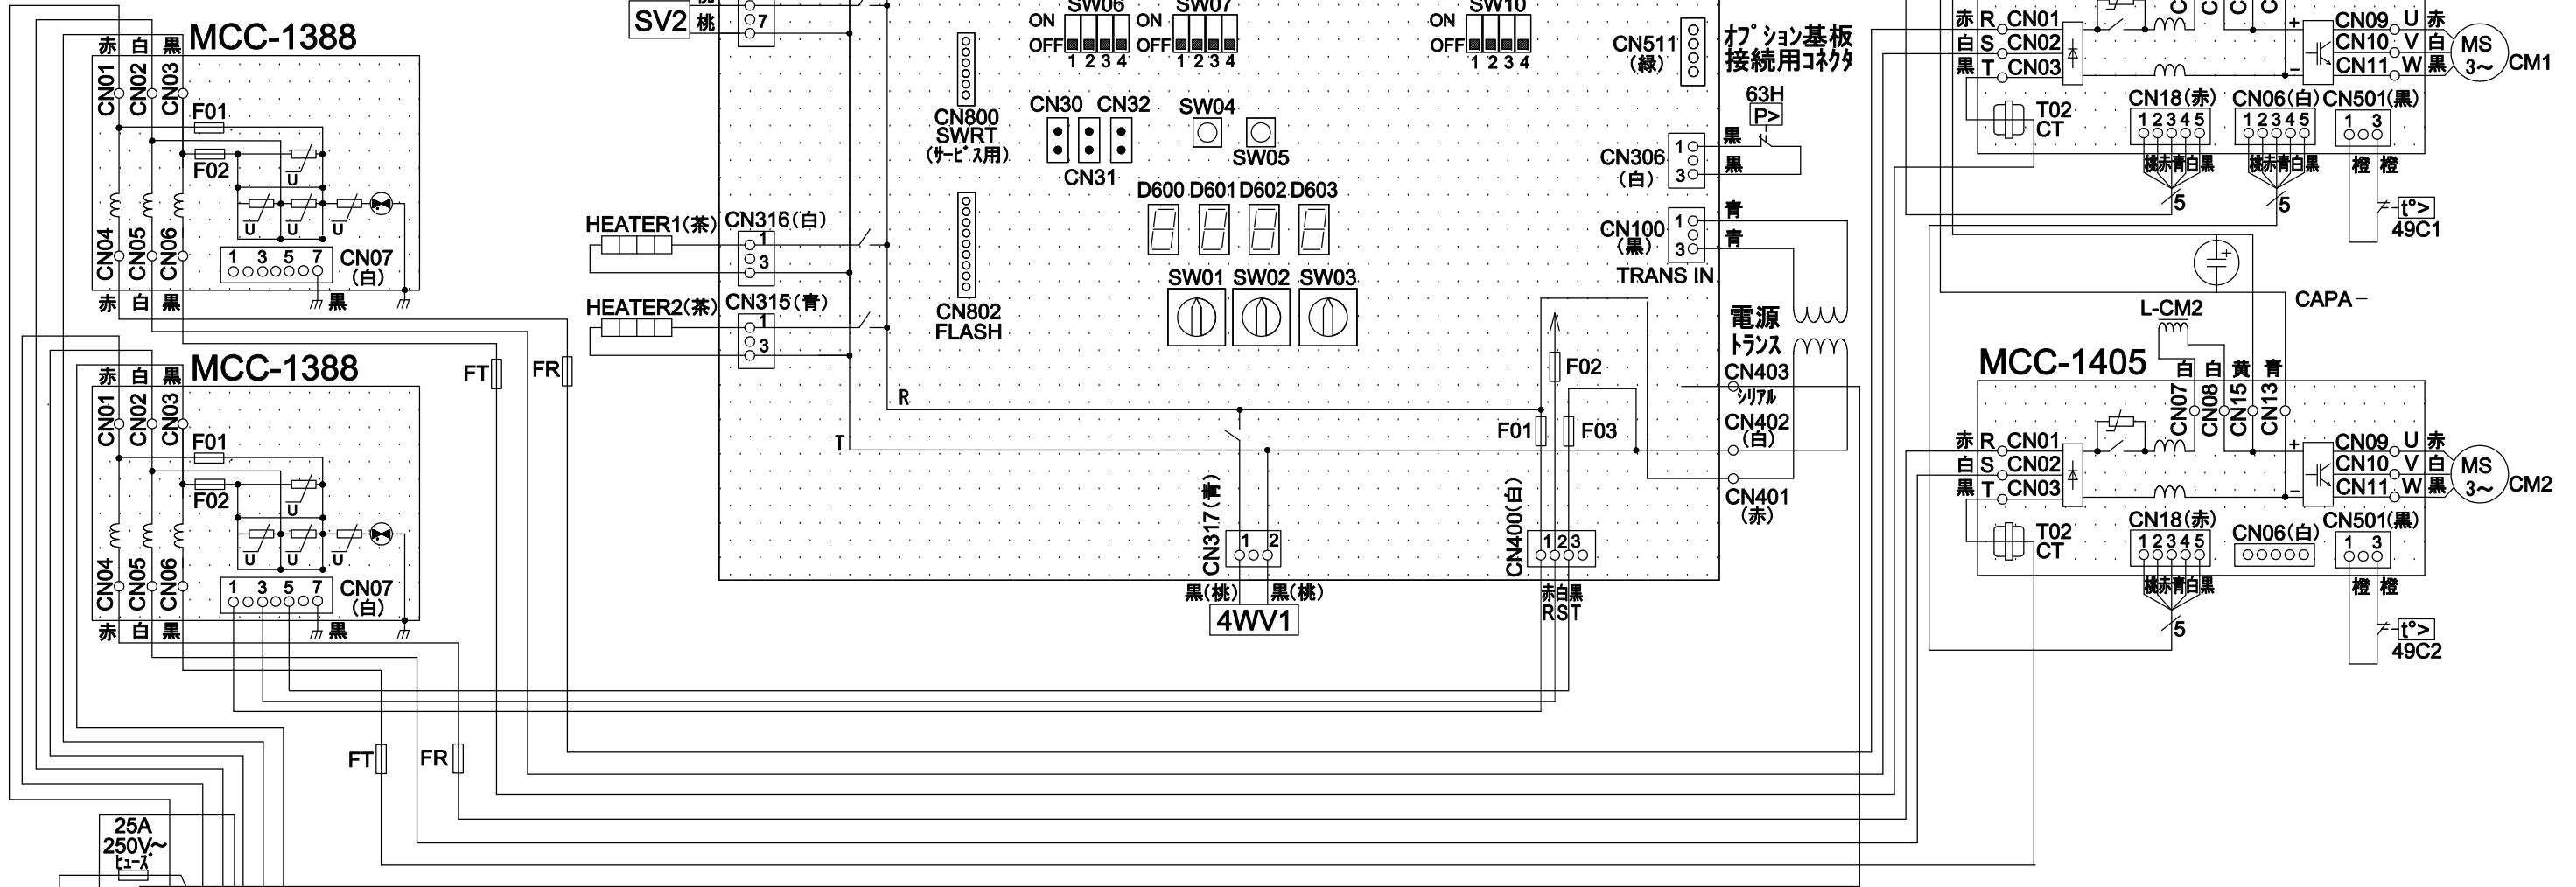 MCC-1388
赤 白 黒
CN01 CN02 CN03
F01
F02
U
U U U
CN04 CN05 CN06
1 3 5 7
CN07
(白)
赤 白 黒
黒
MCC-1388
赤 白 黒
CN01 CN02 CN03
F01
F02
U
U U U
CN04 CN05 CN06
1 3 5 7
CN07
(白)
赤 白 黒
黒
FT
FR
FT
FR
25A
250V~
ヒューズ
SV2
桃
7
HEATER1(茶)
CN316(白)
1
3
HEATER2(茶)
CN315(青)
1
3
SW06
ON
OFF
1 2 3 4
SW07
ON
OFF
1 2 3 4
SW10
ON
OFF
1 2 3 4
CN800
SWRT
(サービス用)
CN30 CN32
CN31
SW04
SW05
CN802
FLASH
D600 D601 D602 D603
SW01 SW02 SW03
CN511
(緑)
オプション基板
接続用コネクタ
63H
P>
CN306
(白)
1
3
黒
黒
CN100
(黒)
1
3
青
青
TRANS IN
電源
トランス
CN403
シリアル
CN402
(白)
CN401
(赤)
R
T
F02
F01
F03
CN317(青)
1 2
黒(桃) 黒(桃)
4WV1
CN400(白)
1 2 3
赤白黒
RST
赤 R CN01
白 S CN02
黒 T CN03
T02
CT
+
−
CN09 U 赤
CN10 V 白
CN11 W 黒
MS
3~
CM1
CN18(赤)
1 2 3 4 5
桃赤青白黒
5
CN06(白)
1 2 3 4 5
桃赤青白黒
5
CN501(黒)
1 3
橙 橙
t°>
49C1
+
CAPA−
L-CM2
MCC-1405
白 白 黄 青
CN07 CN08 CN15 CN13
赤 R CN01
白 S CN02
黒 T CN03
T02
CT
+
−
CN09 U 赤
CN10 V 白
CN11 W 黒
MS
3~
CM2
CN18(赤)
1 2 3 4 5
桃赤青白黒
5
CN06(白)
CN501(黒)
1 3
橙 橙
t°>
49C2